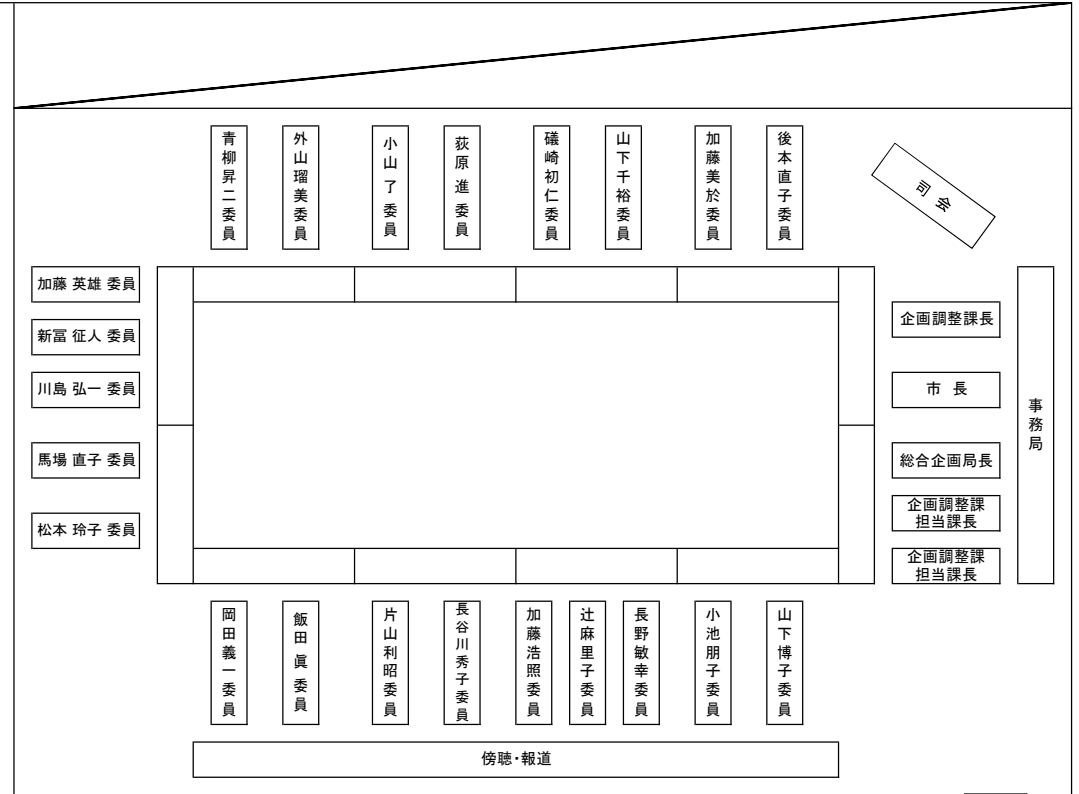 青柳昇二委員
外山瑠美委員
小山 了 委員
荻原 進 委員
礒崎初仁委員
山下千裕委員
加藤美於委員
後本直子委員
司 会
加藤 英雄 委員
新冨 征人 委員
川島 弘一 委員
馬場 直子 委員
松本 玲子 委員
企画調整課長
市 長
総合企画局長
企画調整課
担当課長
企画調整課
担当課長
事務局
岡田義一委員
飯田 眞 委員
片山利昭委員
長谷川秀子委員
加藤浩照委員
辻麻里子委員
長野敏幸委員
小池朋子委員
山下博子委員
傍聴・報道